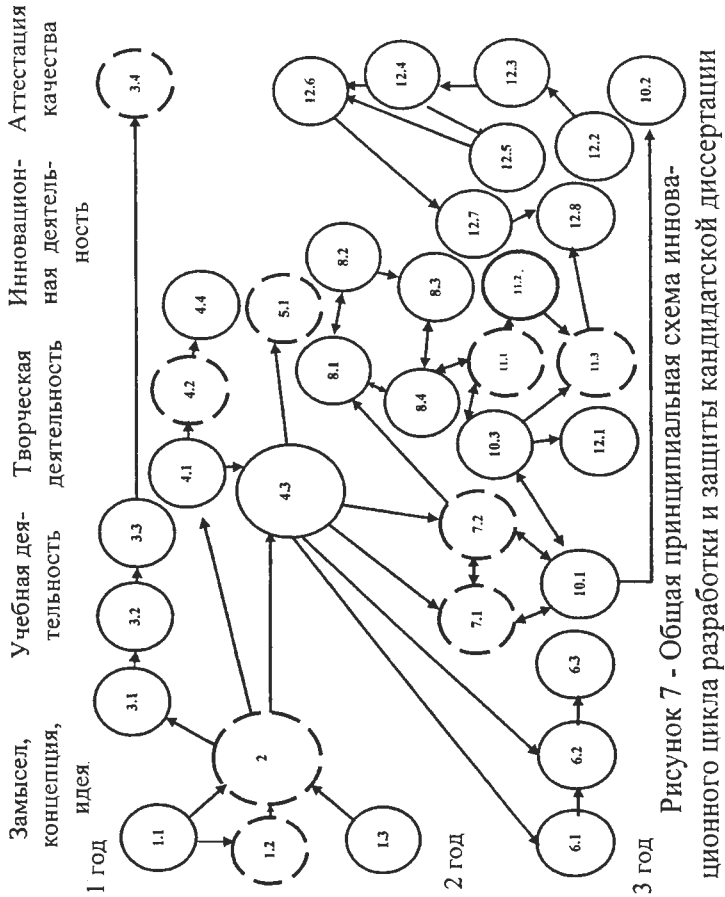 Замысел,
концепция,
идея
Учебная дея-
тельность
Творческая
деятельность
Инновацион-
ная деятель-
ность
Аттестация
качества
1 год
1.1
1.2
1.3
2
3.1
3.2
3.3
3.4
4.1
4.2
4.4
4.3
5.1
2 год
6.1
6.2
6.3
7.1
7.2
8.1
8.2
8.3
8.4
3 год
10.1
10.2
10.3
11.1
11.2
11.3
12.1
12.2
12.3
12.4
12.5
12.6
12.7
12.8
Рисунок 7 - Общая принципиальная схема иннова-
ционного цикла разработки и защиты кандидатской диссертации